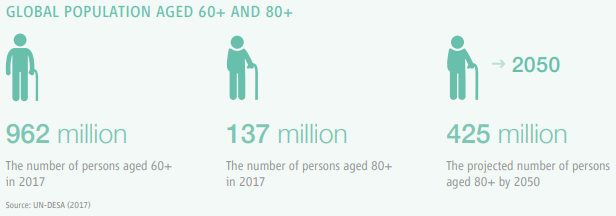 GLOBAL POPULATION AGED 60+ AND 80+
→ 2050
962 million
The number of persons aged 60+
in 2017
137 million
The number of persons aged 80+
in 2017
425 million
The projected number of persons
aged 80+ by 2050
Source: UN-DESA (2017)